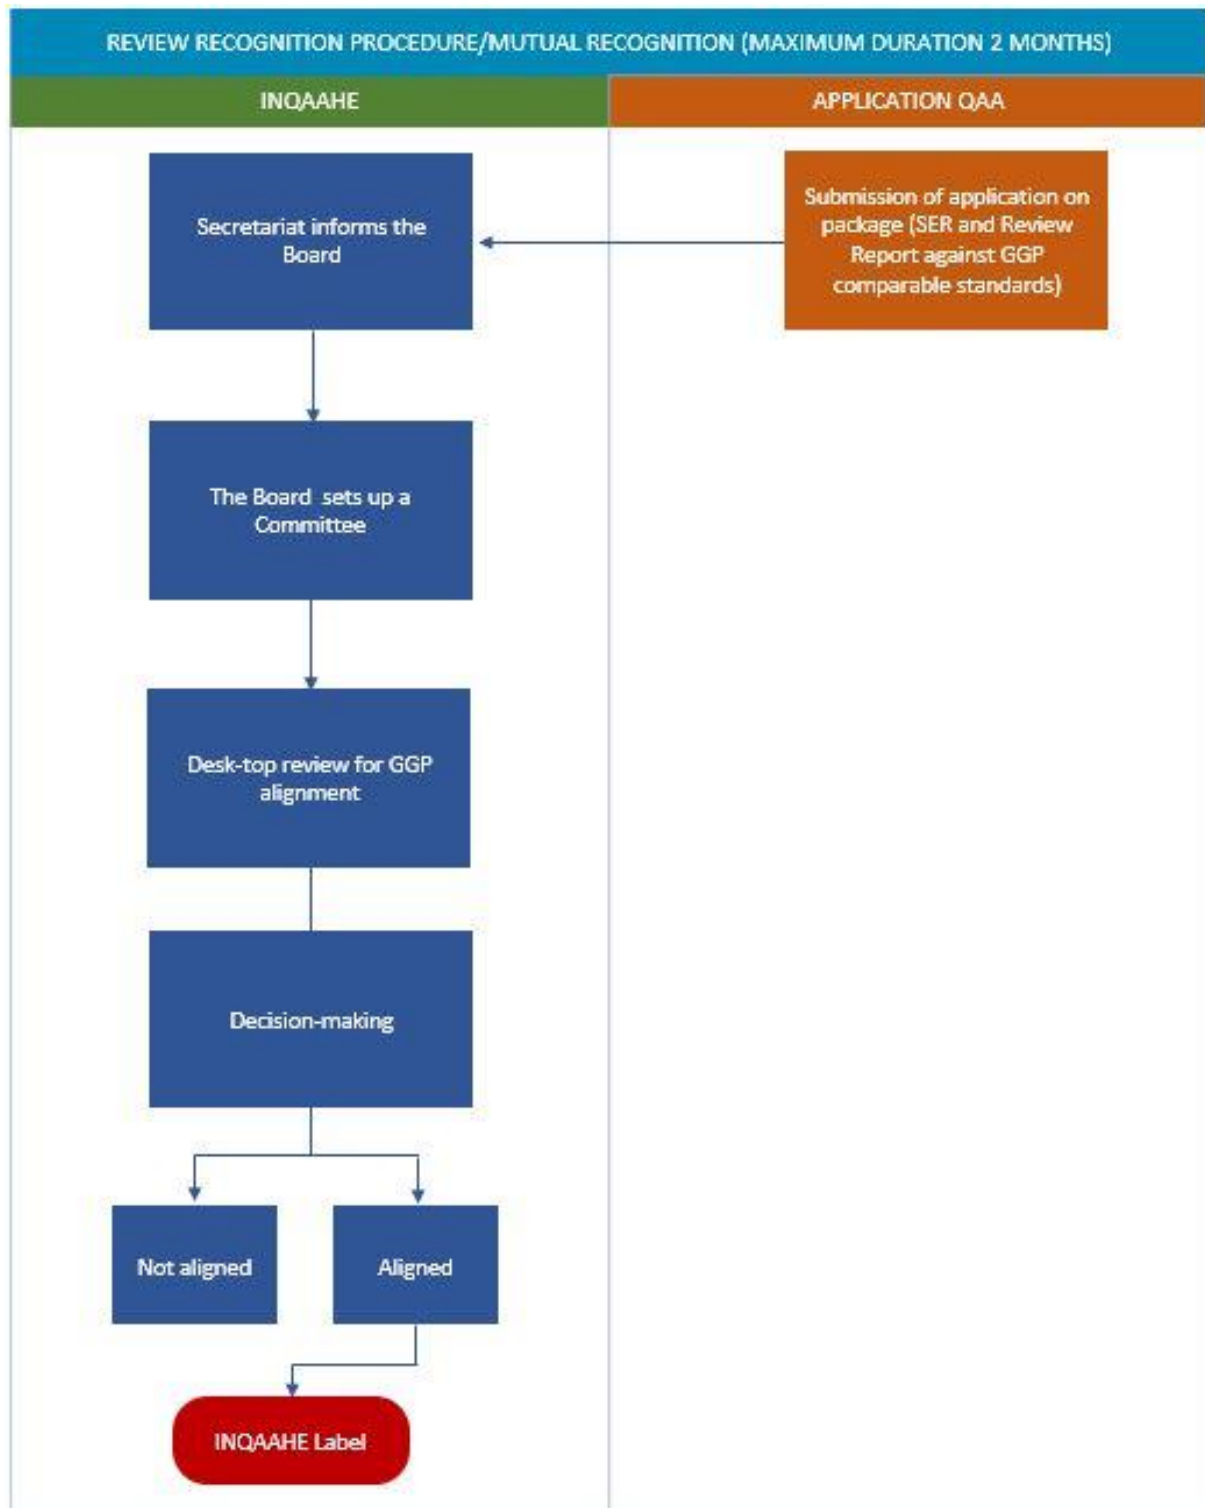 REVIEW RECOGNITION PROCEDURE/MUTUAL RECOGNITION (MAXIMUM DURATION 2 MONTHS)
INQAAHE
APPLICATION QAA
Secretariat informs the
Board
Submission of application on
package (SER and Review
Report against GGP
comparable standards)
The Board sets up a
Committee
Desk-top review for GGP
alignment
Decision-making
Not aligned
Aligned
INQAAHE Label